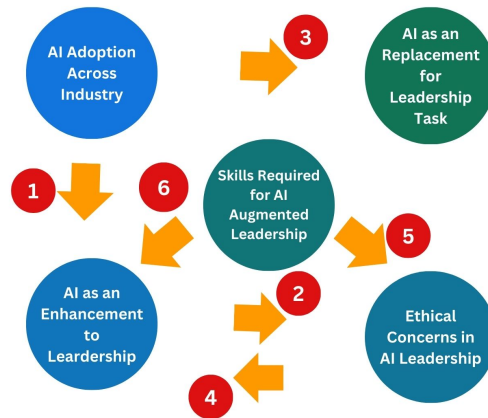 AI Adoption
Across
Industry
3
AI as an
Replacement
for
Leadership
Task
1
6
Skills Required
for AI
Augmented
Leadership
5
AI as an
Enhancement
to
Leardership
2
Ethical
Concerns in
AI Leadership
4